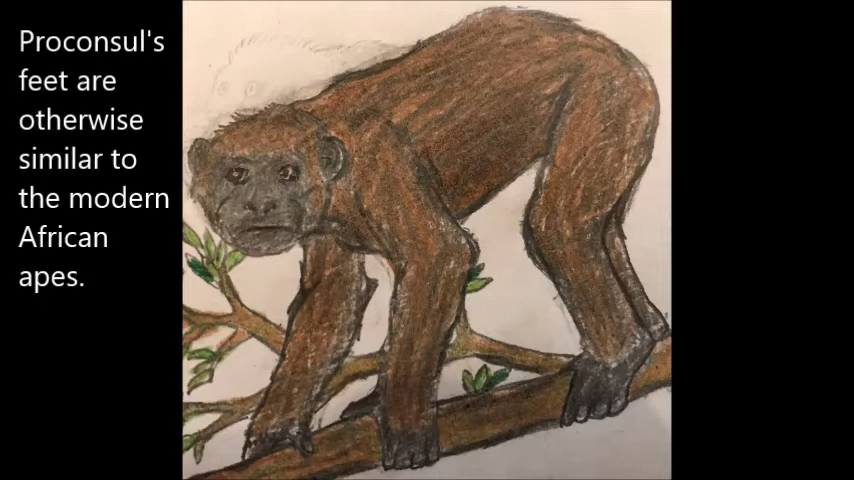 Proconsul's
feet are
otherwise
similar to
the modern
African
apes.